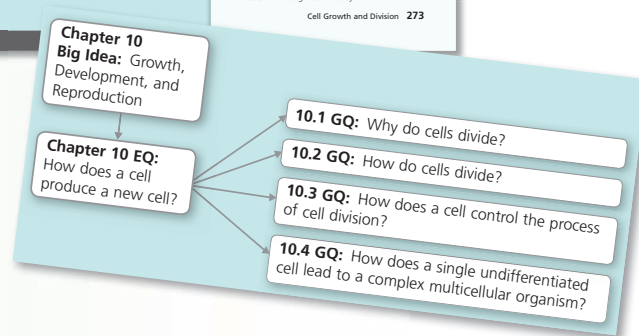 Cell Growth and Division 273
Chapter 10
Big Idea: Growth,
Development, and
Reproduction
Chapter 10 EQ:
How does a cell
produce a new cell?
10.1 GQ: Why do cells divide?
10.2 GQ: How do cells divide?
10.3 GQ: How does a cell control the process
of cell division?
10.4 GQ: How does a single undifferentiated
cell lead to a complex multicellular organism?